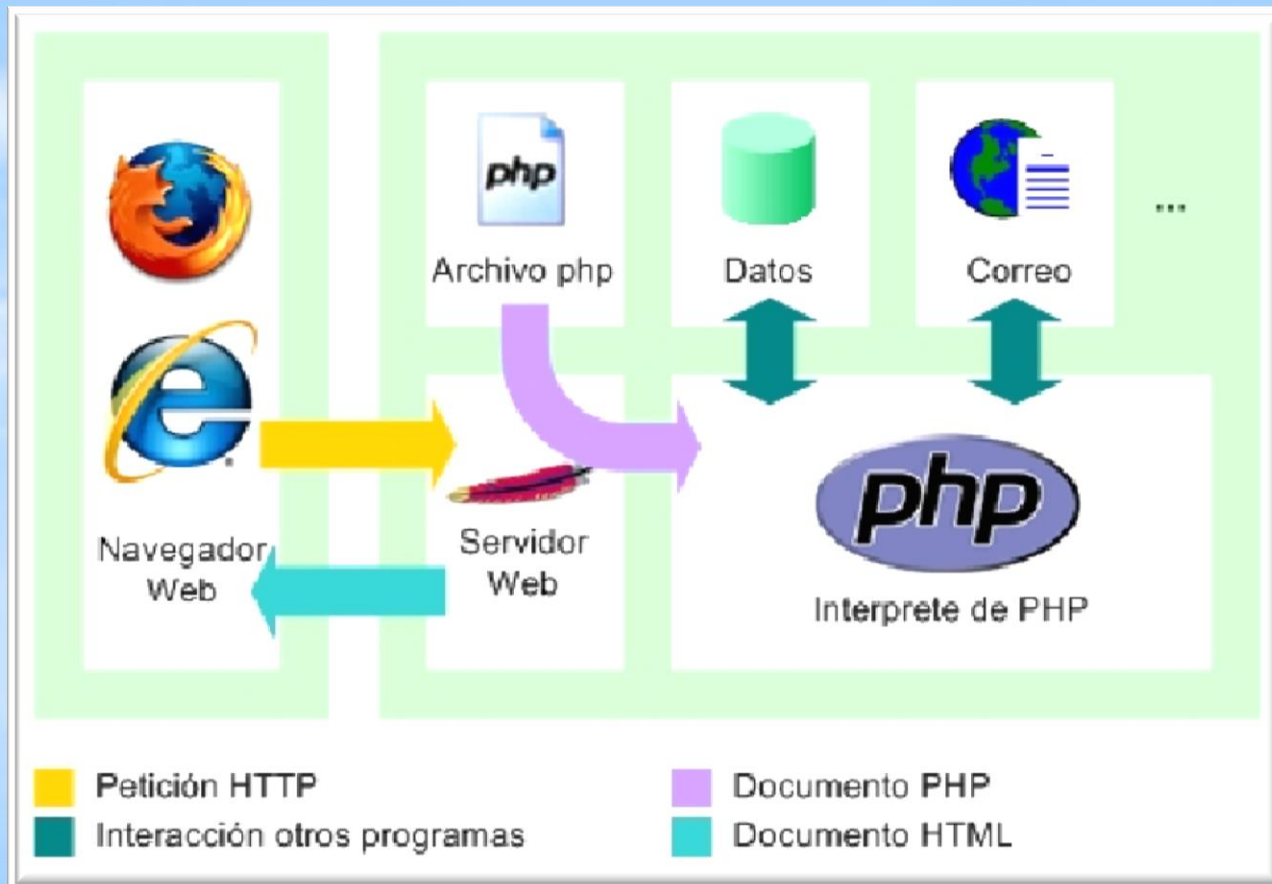 php
Archivo php
Datos
Correo
...
Navegador
Web
Servidor
Web
php
Interprete de PHP
Petición HTTP
Interacción otros programas
Documento PHP
Documento HTML